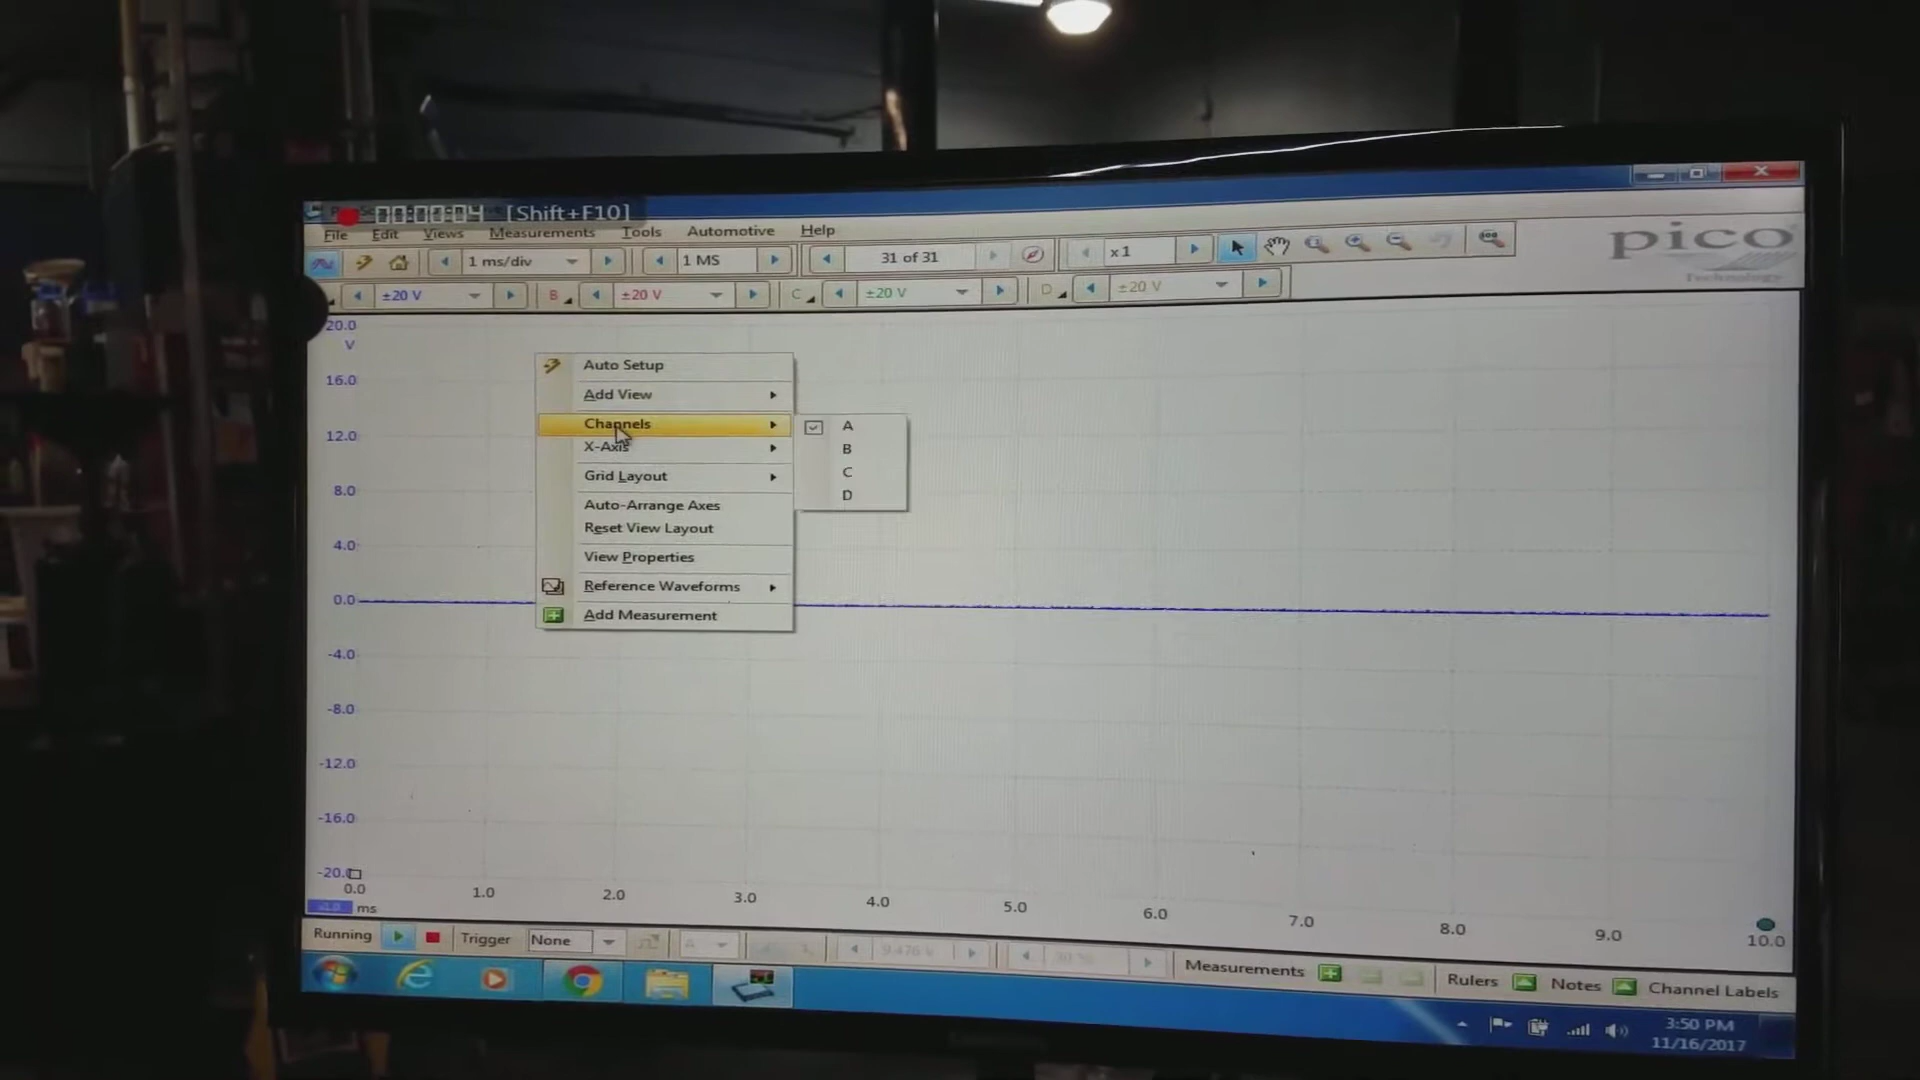 00:00:04 [Shift+F10]
File Edit Views Measurements Tools Automotive Help
1 ms/div 1 MS 31 of 31 x1
pico
Technology
±20 V B ±20 V C ±20 V D ±20 V
20.0
V
16.0
12.0
8.0
4.0
0.0
-4.0
-8.0
-12.0
-16.0
-20.0
Auto Setup
Add View
Channels
X-Axis
Grid Layout
Auto-Arrange Axes
Reset View Layout
View Properties
Reference Waveforms
Add Measurement
A
B
C
D
0.0 1.0 2.0 3.0 4.0 5.0 6.0 7.0 8.0 9.0 10.0
x1.0 ms
Running Trigger None A Measurements Rulers Notes Channel Labels
3:50 PM
11/16/2017